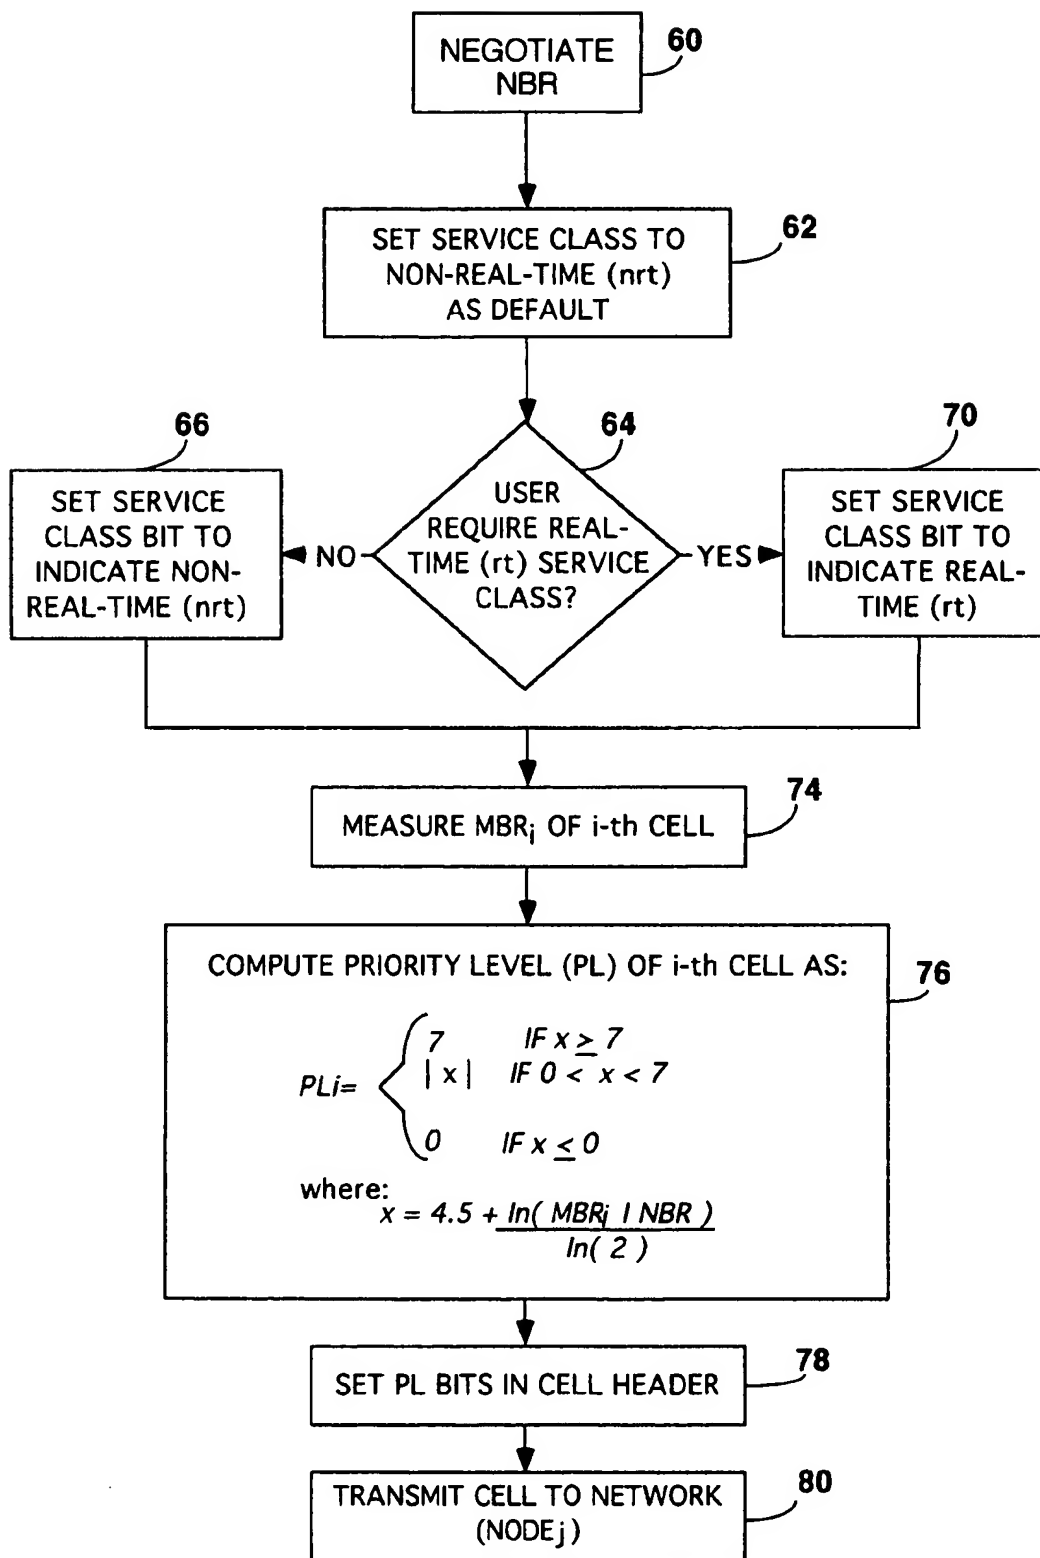 NEGOTIATE
NBR
60
SET SERVICE CLASS TO
NON-REAL-TIME (nrt)
AS DEFAULT
62
66
64
70
SET SERVICE
CLASS BIT TO
INDICATE NON-
REAL-TIME (nrt)
NO
USER
REQUIRE REAL-
TIME (rt) SERVICE
CLASS?
YES
SET SERVICE
CLASS BIT TO
INDICATE REAL-
TIME (rt)
MEASURE MBRi OF i-th CELL
74
COMPUTE PRIORITY LEVEL (PL) OF i-th CELL AS:
76
PLi=
7 IF x ≥ 7
| x | IF 0 < x < 7
0 IF x ≤ 0
where:
x = 4.5 + ln( MBRi / NBR )
ln( 2 )
SET PL BITS IN CELL HEADER
78
TRANSMIT CELL TO NETWORK
(NODEj)
80